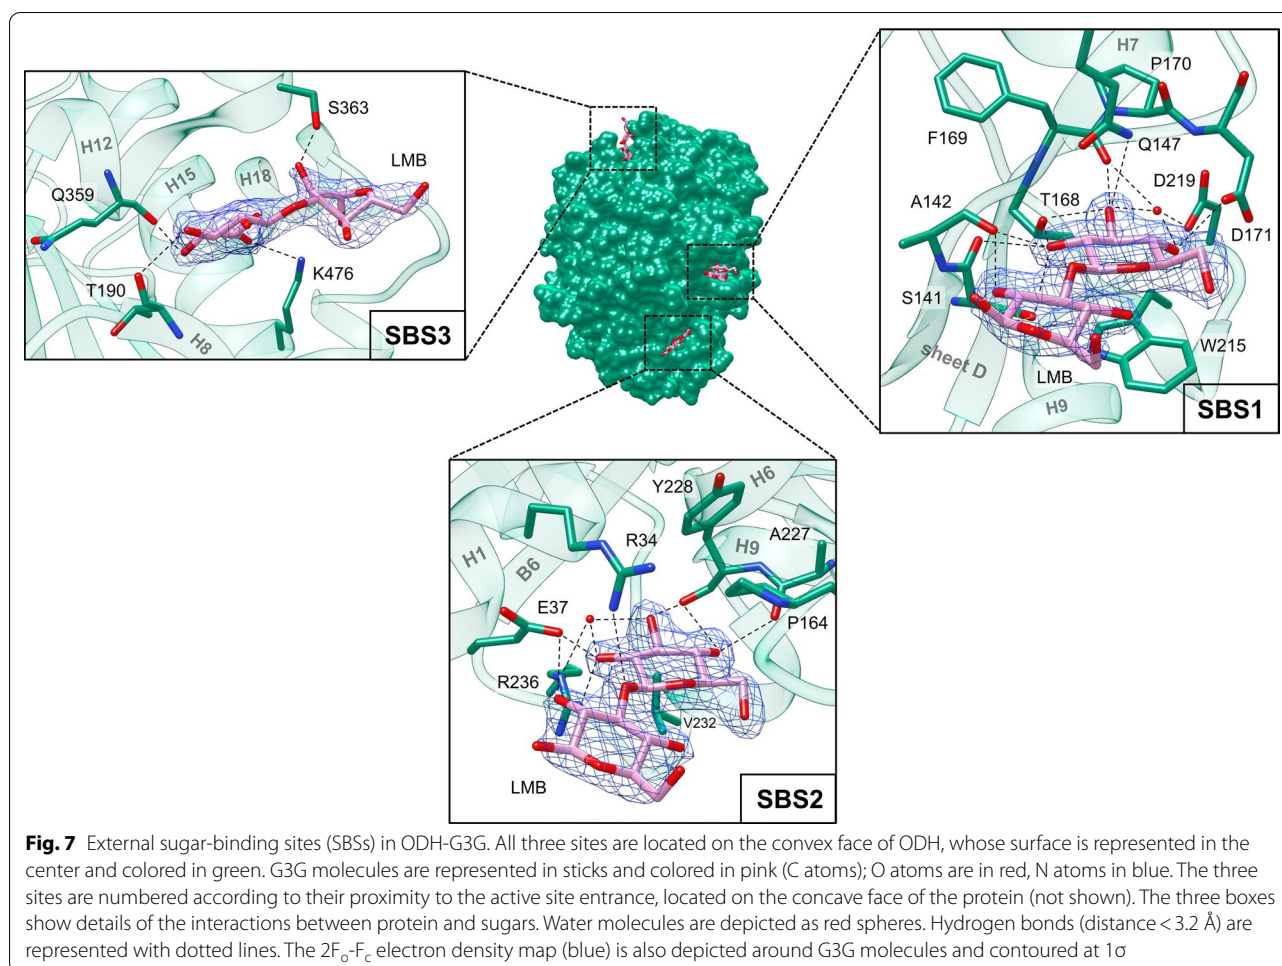 S363
LMB
H12
H15
H18
Q359
K476
T190
H8
SBS3
H7
P170
F169
Q147
D219
A142
T168
D171
S141
W215
sheet D
LMB
H9
SBS1
Y228
H6
R34
A227
H9
H1
B6
E37
P164
R236
V232
LMB
SBS2
Fig. 7 External sugar-binding sites (SBSs) in ODH-G3G. All three sites are located on the convex face of ODH, whose surface is represented in the
center and colored in green. G3G molecules are represented in sticks and colored in pink (C atoms); O atoms are in red, N atoms in blue. The three
sites are numbered according to their proximity to the active site entrance, located on the concave face of the protein (not shown). The three boxes
show details of the interactions between protein and sugars. Water molecules are depicted as red spheres. Hydrogen bonds (distance < 3.2 Å) are
represented with dotted lines. The 2Fo-Fc electron density map (blue) is also depicted around G3G molecules and contoured at 1σ